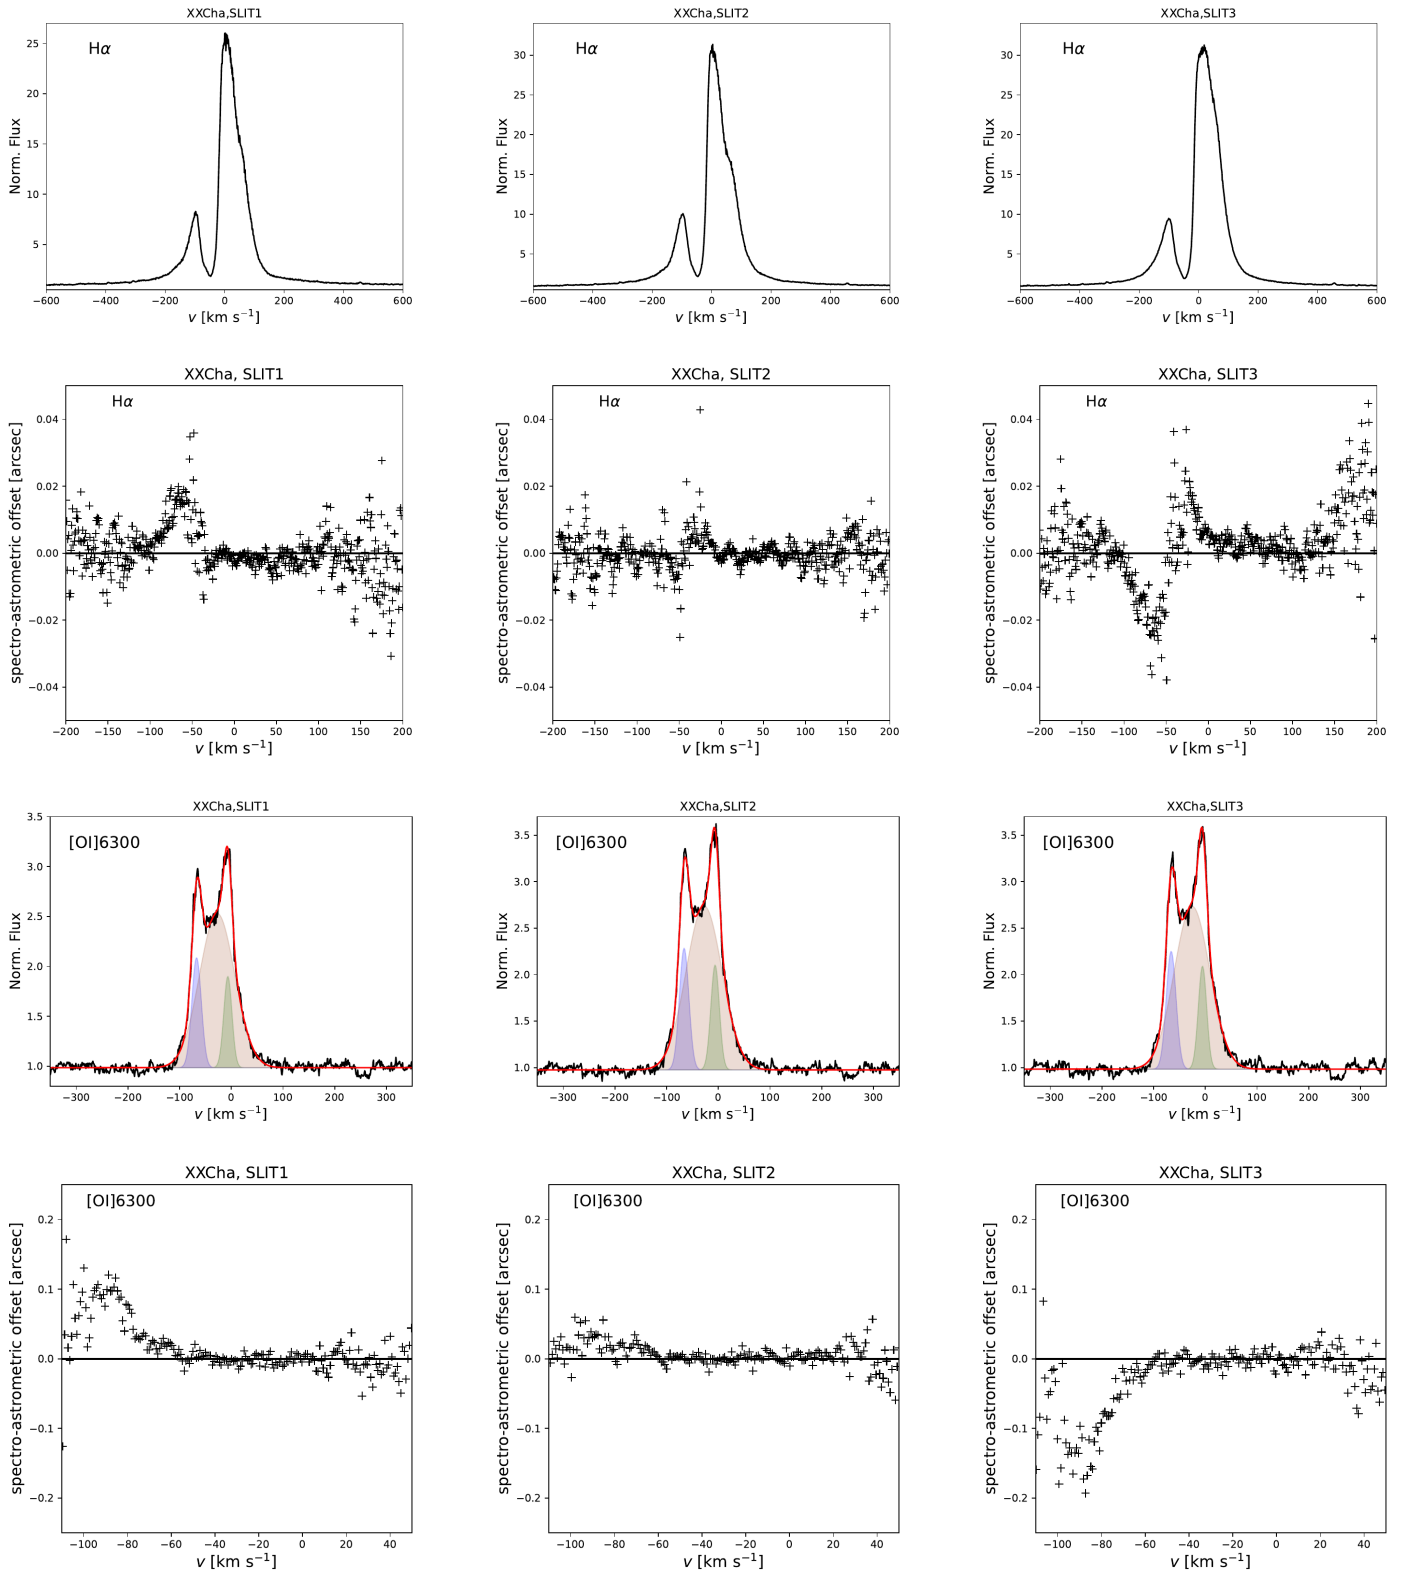 XXCha,SLIT1
Hα
Norm. Flux
25
20
15
10
5
−600 −400 −200 0 200 400 600
v [km s⁻¹]
XXCha,SLIT2
Hα
Norm. Flux
30
25
20
15
10
5
−600 −400 −200 0 200 400 600
v [km s⁻¹]
XXCha,SLIT3
Hα
Norm. Flux
30
25
20
15
10
5
−600 −400 −200 0 200 400 600
v [km s⁻¹]
XXCha, SLIT1
Hα
spectro-astrometric offset [arcsec]
0.04
0.02
0.00
−0.02
−0.04
−200 −150 −100 −50 0 50 100 150 200
v [km s⁻¹]
XXCha, SLIT2
Hα
spectro-astrometric offset [arcsec]
0.04
0.02
0.00
−0.02
−0.04
−200 −150 −100 −50 0 50 100 150 200
v [km s⁻¹]
XXCha, SLIT3
Hα
spectro-astrometric offset [arcsec]
0.04
0.02
0.00
−0.02
−0.04
−200 −150 −100 −50 0 50 100 150 200
v [km s⁻¹]
XXCha,SLIT1
[OI]6300
Norm. Flux
3.5
3.0
2.5
2.0
1.5
1.0
−300 −200 −100 0 100 200 300
v [km s⁻¹]
XXCha,SLIT2
[OI]6300
Norm. Flux
3.5
3.0
2.5
2.0
1.5
1.0
−300 −200 −100 0 100 200 300
v [km s⁻¹]
XXCha,SLIT3
[OI]6300
Norm. Flux
3.5
3.0
2.5
2.0
1.5
1.0
−300 −200 −100 0 100 200 300
v [km s⁻¹]
XXCha, SLIT1
[OI]6300
spectro-astrometric offset [arcsec]
0.2
0.1
0.0
−0.1
−0.2
−100 −80 −60 −40 −20 0 20 40
v [km s⁻¹]
XXCha, SLIT2
[OI]6300
spectro-astrometric offset [arcsec]
0.2
0.1
0.0
−0.1
−0.2
−100 −80 −60 −40 −20 0 20 40
v [km s⁻¹]
XXCha, SLIT3
[OI]6300
spectro-astrometric offset [arcsec]
0.2
0.1
0.0
−0.1
−0.2
−100 −80 −60 −40 −20 0 20 40
v [km s⁻¹]